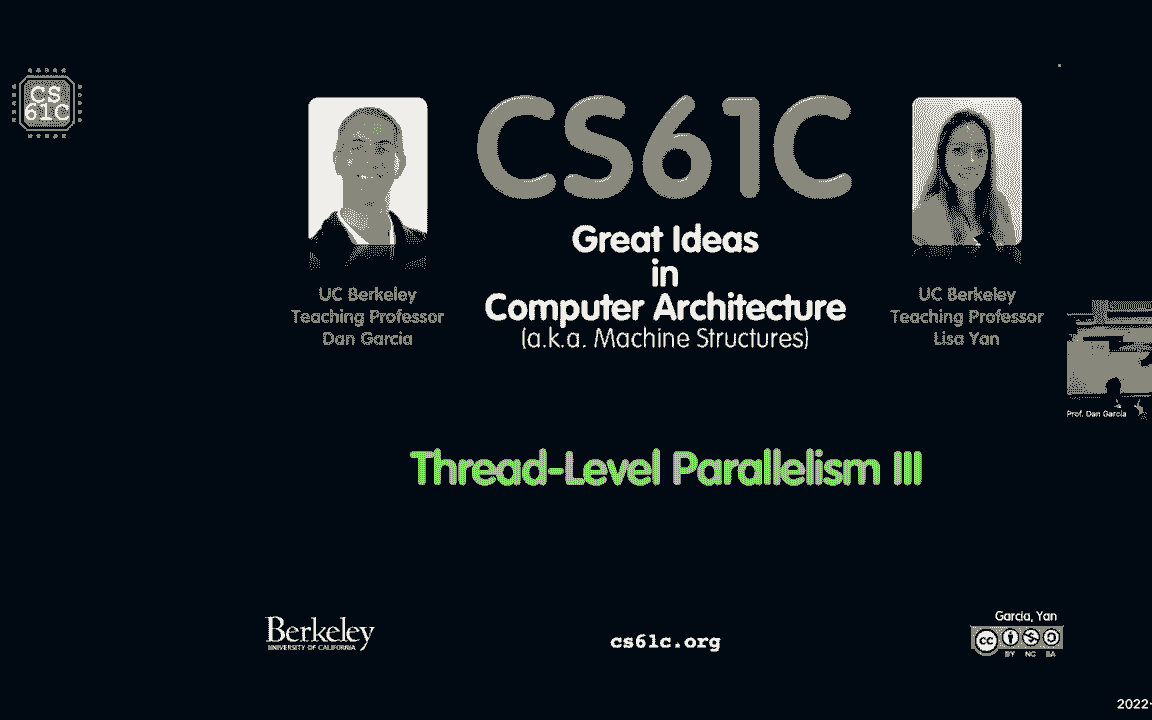 CS
61C
CS61C
Great Ideas
in
Computer Architecture
(a.k.a. Machine Structures)
UC Berkeley
Teaching Professor
Dan Garcia
UC Berkeley
Teaching Professor
Lisa Yan
Prof. Dan Garcia
Thread-Level Parallelism III
Berkeley
UNIVERSITY OF CALIFORNIA
cs61c.org
Garcia, Yan
cc
BY NC SA
2022-